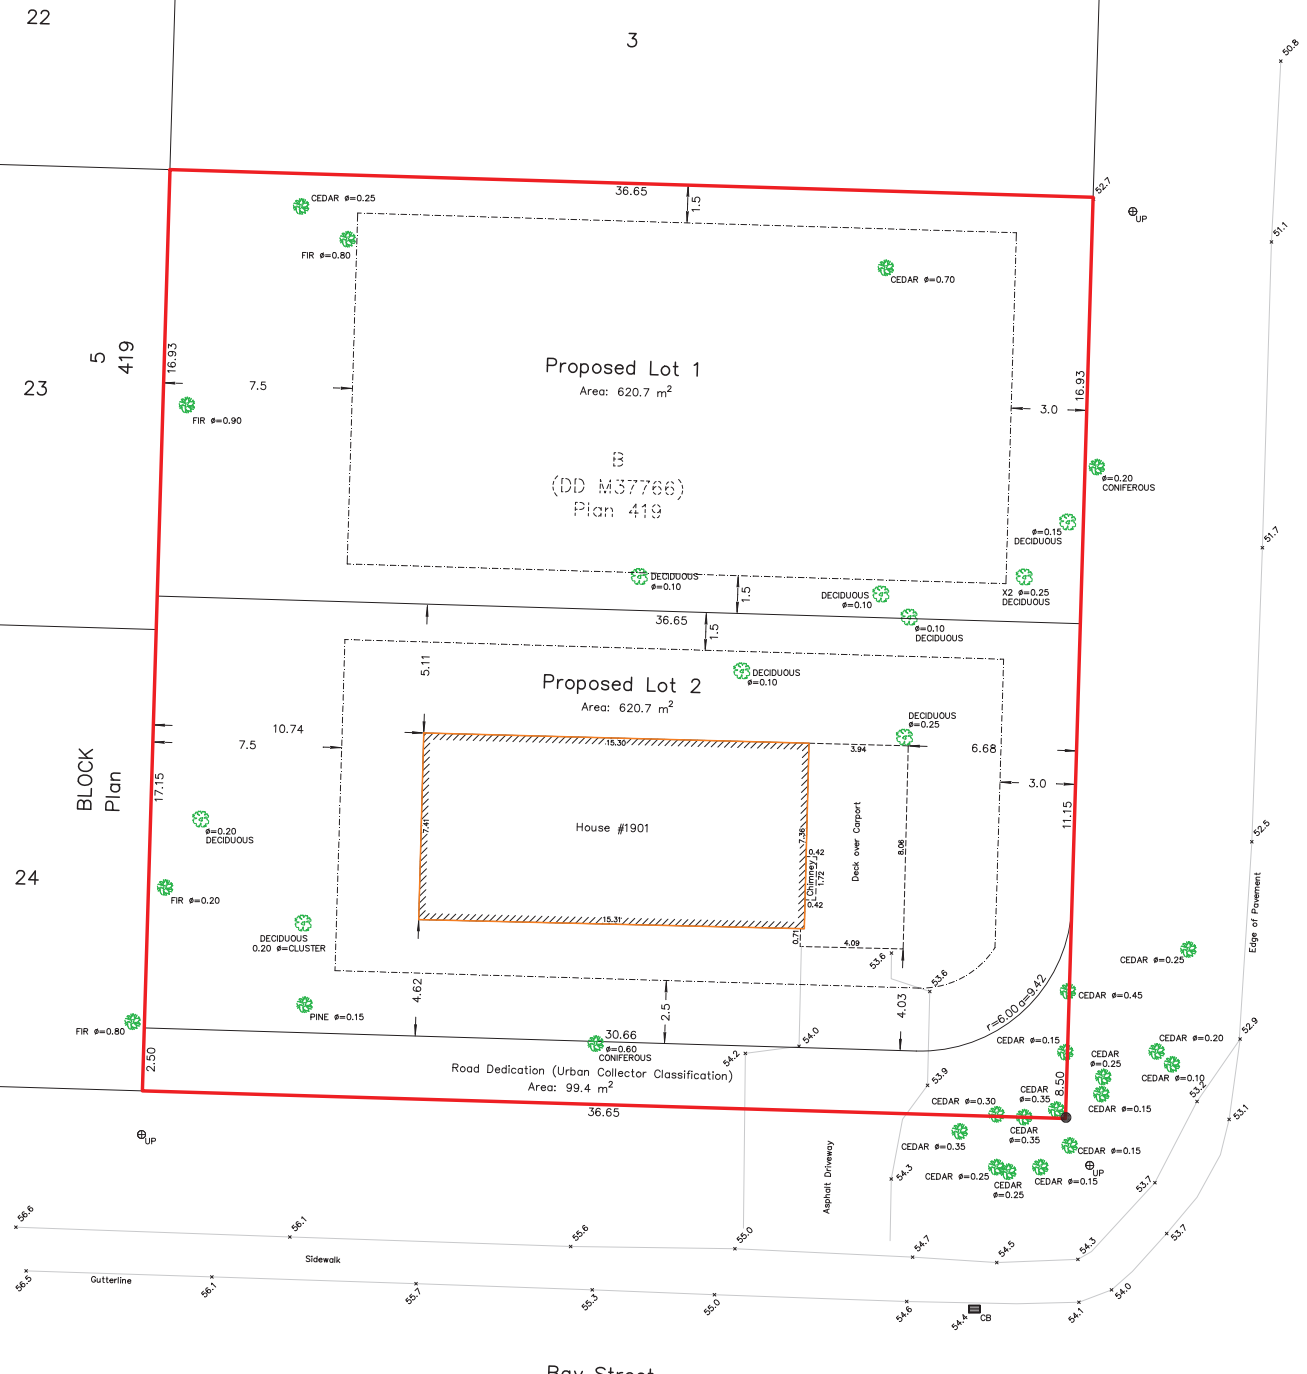 22
3
50.8
52.7
UP
51.1
36.65
1.5
CEDAR ø=0.25
FIR ø=0.80
CEDAR ø=0.70
5
419
23
16.93
7.5
Proposed Lot 1
Area: 620.7 m²
16.93
3.0
FIR ø=0.90
B
(DD M37766)
Plan 419
ø=0.20
CONIFEROUS
ø=0.15
DECIDUOUS
51.7
DECIDUOUS
ø=0.10
1.5
DECIDUOUS
ø=0.10
X2 ø=0.25
DECIDUOUS
36.65
1.5
ø=0.10
DECIDUOUS
5.11
Proposed Lot 2
Area: 620.7 m²
DECIDUOUS
ø=0.10
DECIDUOUS
ø=0.25
10.74
7.5
15.30
3.94
6.68
3.0
BLOCK
Plan
17.15
11.15
ø=0.20
DECIDUOUS
7.41
House #1901
7.36
0.42
Chimney
1.72
0.42
Deck over Carport
8.06
52.5
24
FIR ø=0.20
15.31
0.71
4.09
DECIDUOUS
0.20 ø=CLUSTER
53.6
53.6
Edge of Pavement
CEDAR ø=0.25
4.62
2.5
4.03
r=6.00 a=9.42
CEDAR ø=0.45
PINE ø=0.15
FIR ø=0.80
30.66
ø=0.60
CONIFEROUS
54.2
54.0
CEDAR ø=0.15
CEDAR
ø=0.25
CEDAR ø=0.20
52.9
2.50
Road Dedication (Urban Collector Classification)
Area: 99.4 m²
53.9
8.50
CEDAR ø=0.10
53.2
CEDAR
ø=0.35
CEDAR ø=0.30
CEDAR ø=0.15
36.65
53.1
UP
CEDAR
ø=0.35
CEDAR ø=0.35
CEDAR ø=0.15
Asphalt Driveway
54.3
CEDAR ø=0.25
CEDAR
ø=0.25
CEDAR ø=0.15
UP
53.7
56.6
56.1
55.6
55.0
54.7
54.5
54.3
53.7
Sidewalk
Gutterline
56.5
56.1
55.7
55.3
55.0
54.6
54.4
CB
54.1
54.0
Bay Street